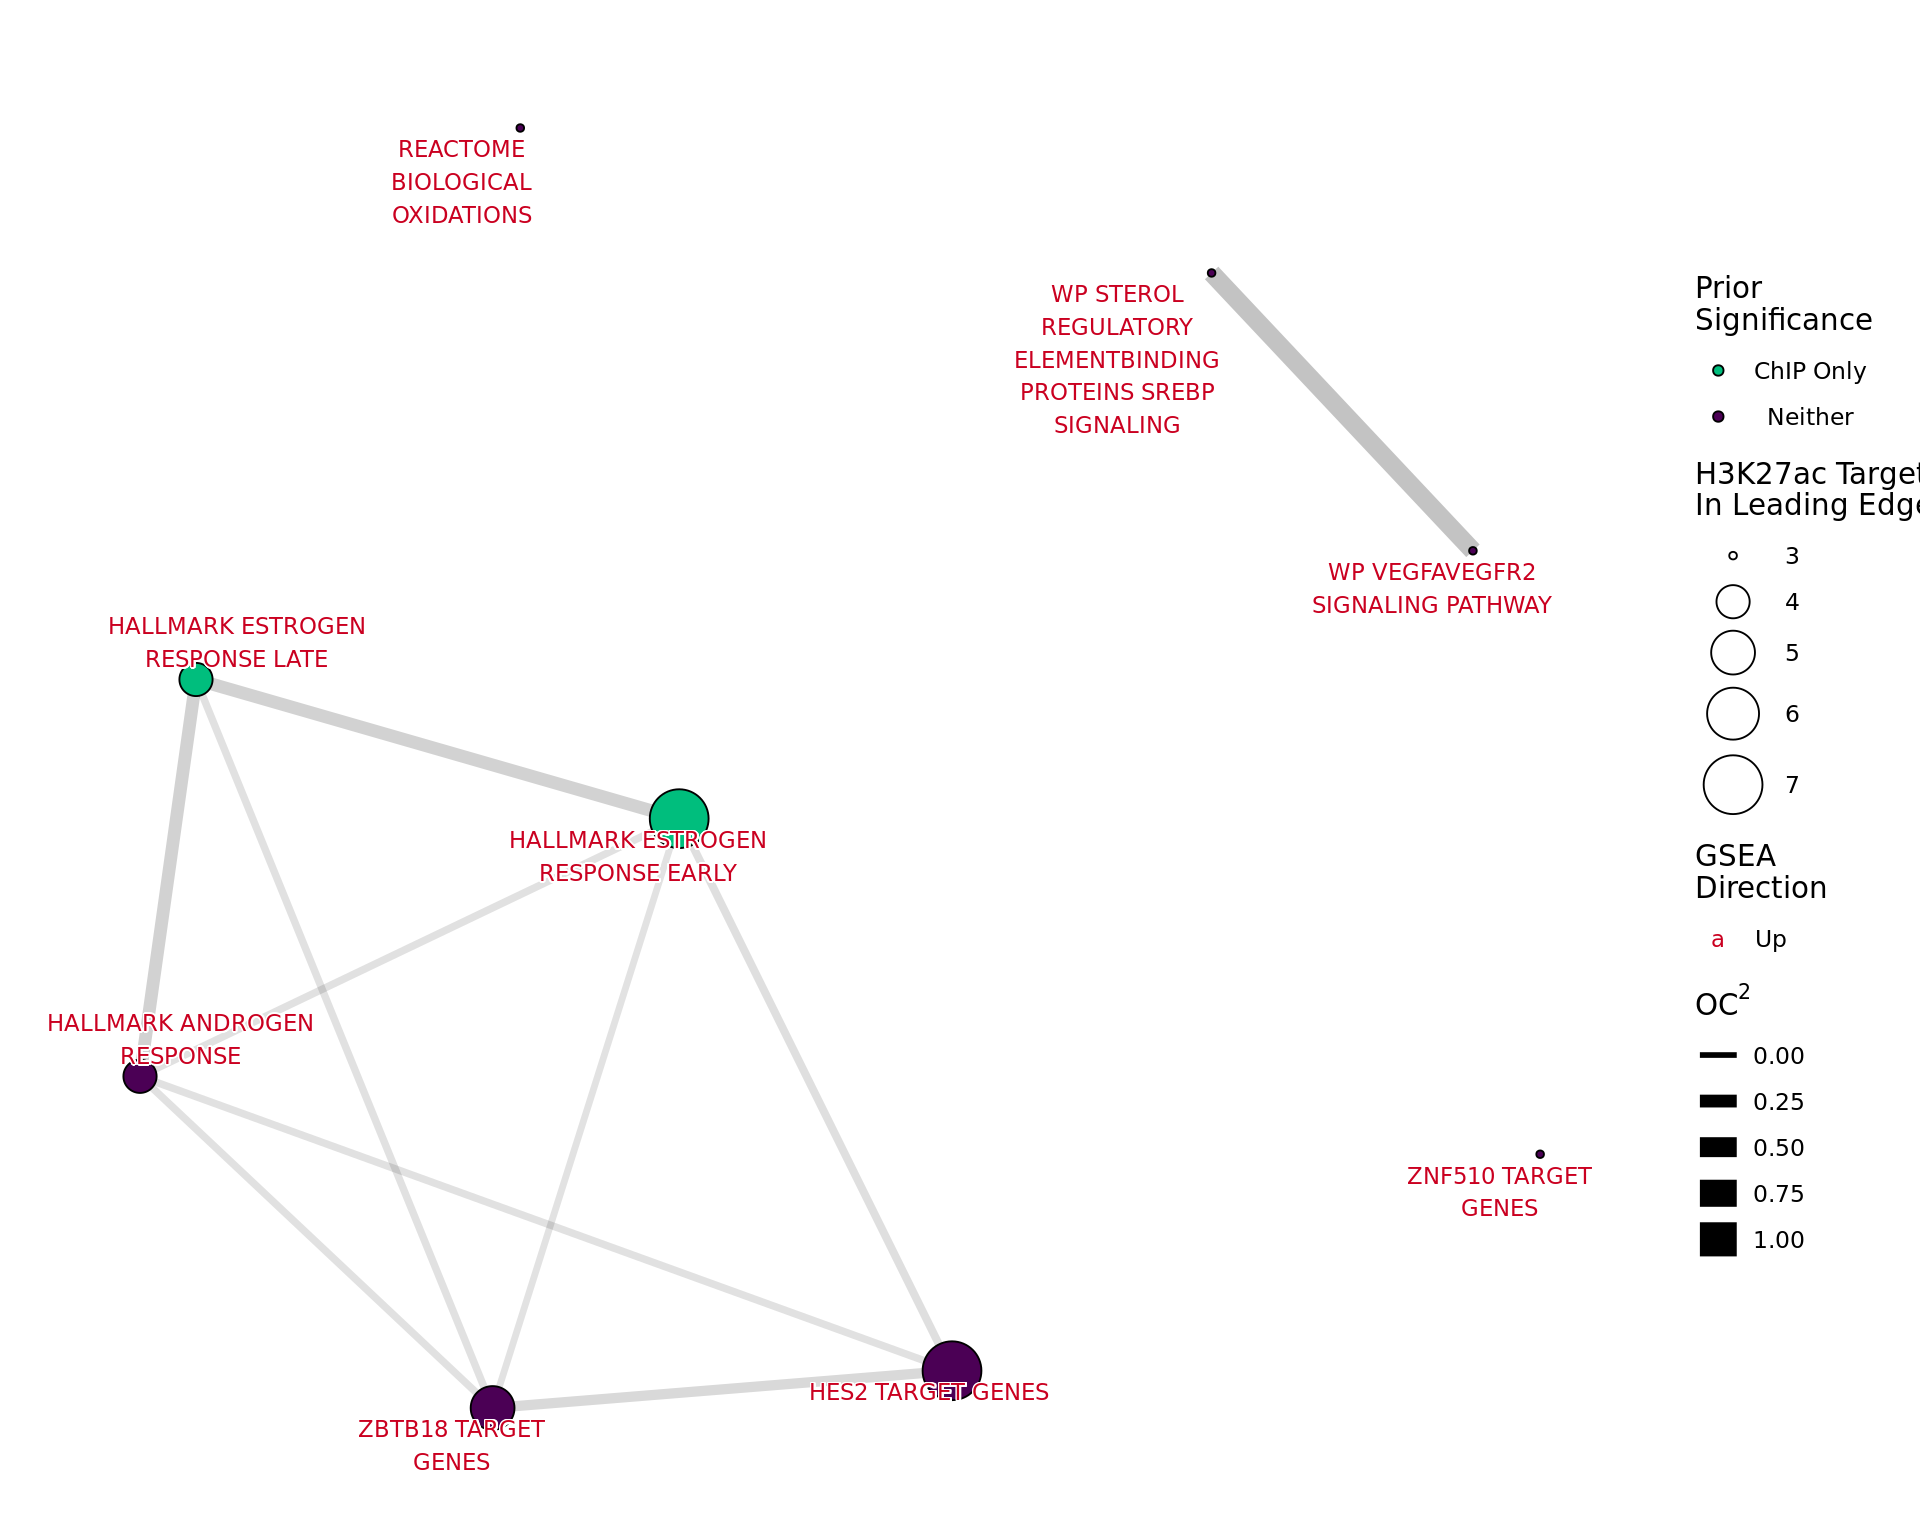 REACTOME
BIOLOGICAL
OXIDATIONS
WP STEROL
REGULATORY
ELEMENTBINDING
PROTEINS SREBP
SIGNALING
WP VEGFAVEGFR2
SIGNALING PATHWAY
HALLMARK ESTROGEN
RESPONSE LATE
HALLMARK ESTROGEN
RESPONSE EARLY
HALLMARK ANDROGEN
RESPONSE
ZNF510 TARGET
GENES
HES2 TARGET GENES
ZBTB18 TARGET
GENES
Prior
Significance
ChIP Only
Neither
H3K27ac Target
In Leading Edge
3
4
5
6
7
GSEA
Direction
a Up
OC2
0.00
0.25
0.50
0.75
1.00